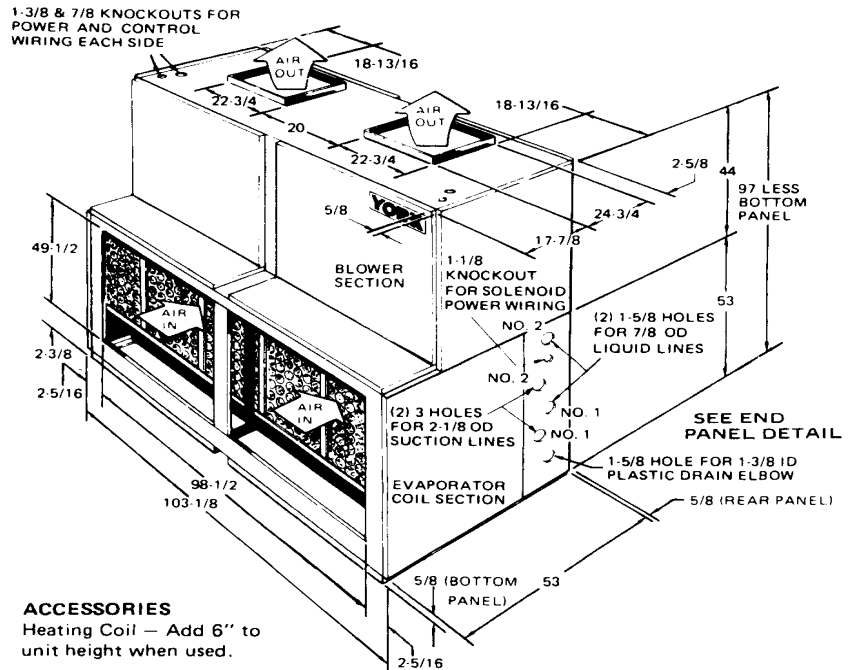 1-3/8 & 7/8 KNOCKOUTS FOR
POWER AND CONTROL
WIRING EACH SIDE
AIR
OUT
18-13/16
22-3/4
20
AIR
OUT
18-13/16
22-3/4
2-5/8
44
97 LESS
BOTTOM
PANEL
24-3/4
17-7/8
5/8
YORK
49-1/2
BLOWER
SECTION
1-1/8
KNOCKOUT
FOR SOLENOID
POWER WIRING
53
AIR
IN
NO. 2
(2) 1-5/8 HOLES
FOR 7/8 OD
LIQUID LINES
2-3/8
2-5/16
NO. 2
AIR
IN
(2) 3 HOLES
FOR 2-1/8 OD
SUCTION LINES
NO. 1
NO. 1
SEE END
PANEL DETAIL
1-5/8 HOLE FOR 1-3/8 ID
PLASTIC DRAIN ELBOW
98-1/2
103-1/8
EVAPORATOR
COIL SECTION
5/8 (REAR PANEL)
53
5/8 (BOTTOM
PANEL)
2-5/16
ACCESSORIES
Heating Coil — Add 6" to
unit height when used.